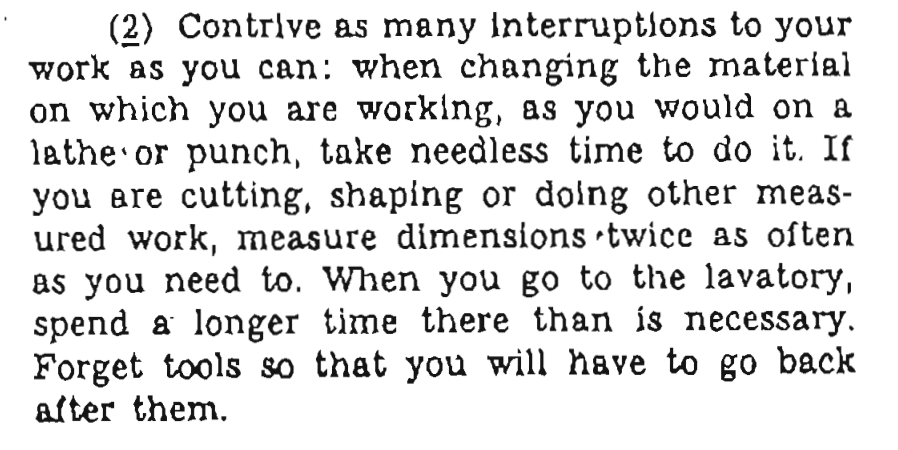 (2) Contrive as many interruptions to your
work as you can: when changing the material
on which you are working, as you would on a
lathe or punch, take needless time to do it. If
you are cutting, shaping or doing other meas-
ured work, measure dimensions twice as often
as you need to. When you go to the lavatory,
spend a longer time there than is necessary.
Forget tools so that you will have to go back
after them.